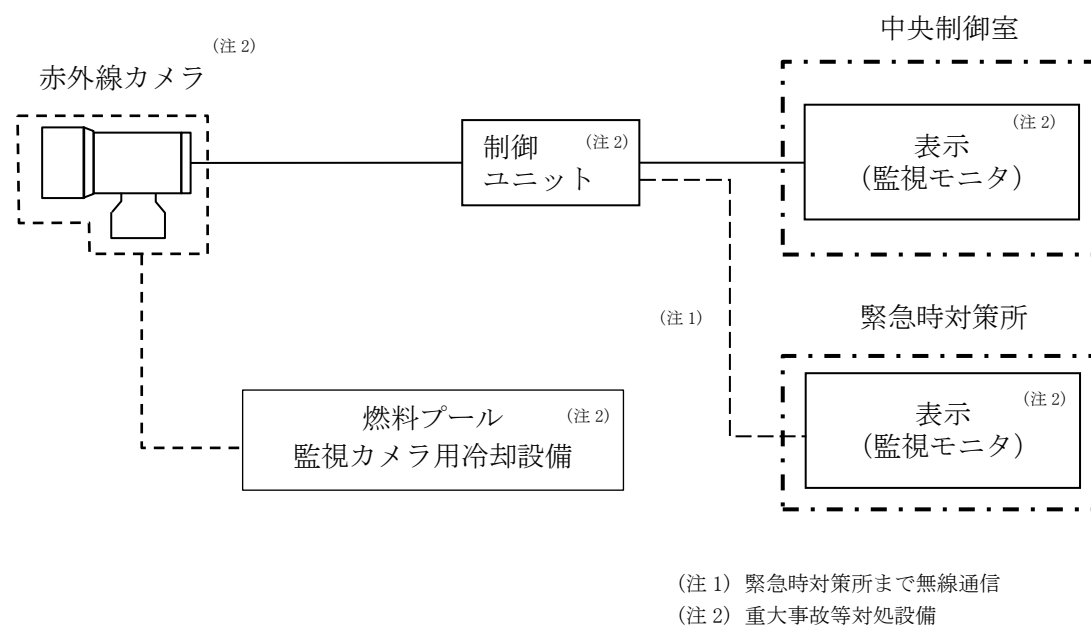 中央制御室
(注 2)
赤外線カメラ
(注 2)
表示
(監視モニタ)
制御
(注 2)
ユニット
(注 1)
緊急時対策所
(注 2)
表示
(監視モニタ)
燃料プール
(注 2)
監視カメラ用冷却設備
(注 1) 緊急時対策所まで無線通信
(注 2) 重大事故等対処設備